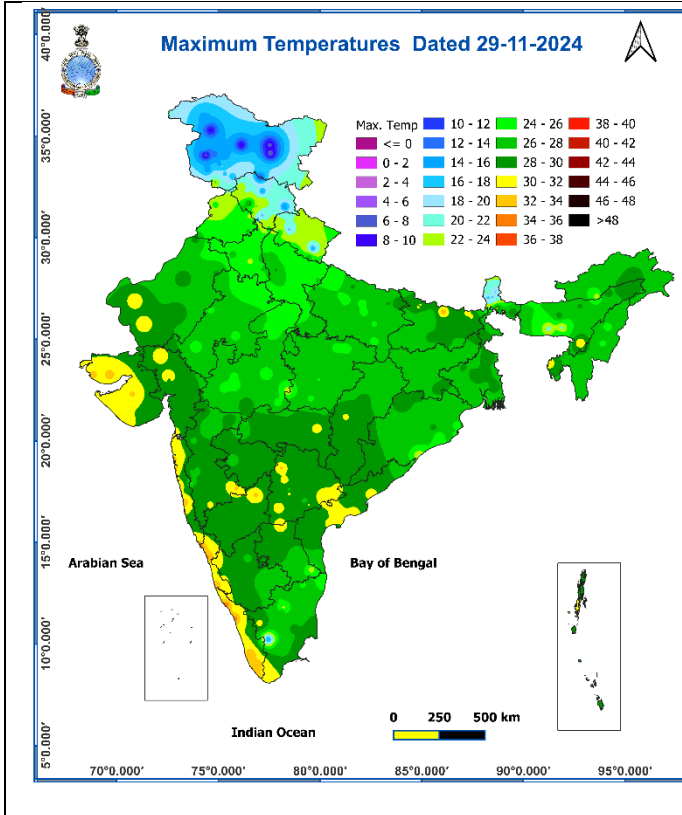 Maximum Temperatures Dated 29-11-2024
Max. Temp
<= 0
0 - 2
2 - 4
4 - 6
6 - 8
8 - 10
10 - 12
12 - 14
14 - 16
16 - 18
18 - 20
20 - 22
22 - 24
24 - 26
26 - 28
28 - 30
30 - 32
32 - 34
34 - 36
36 - 38
38 - 40
40 - 42
42 - 44
44 - 46
46 - 48
>48
40°0.000′
35°0.000′
30°0.000′
25°0.000′
20°0.000′
15°0.000′
10°0.000′
5°0.000′
Arabian Sea
Bay of Bengal
Indian Ocean
0 250 500 km
70°0.000′ 75°0.000′ 80°0.000′ 85°0.000′ 90°0.000′ 95°0.000′